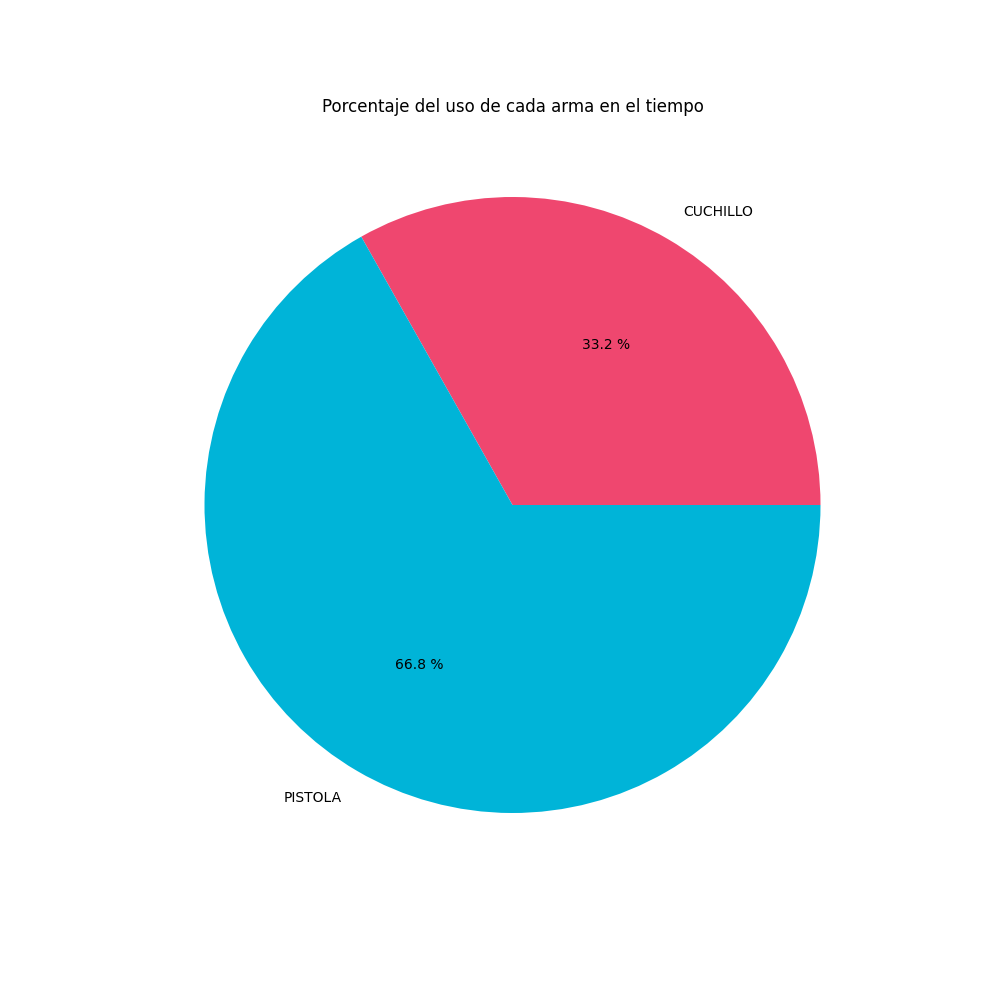 Porcentaje del uso de cada arma en el tiempo
CUCHILLO
33.2 %
66.8 %
PISTOLA